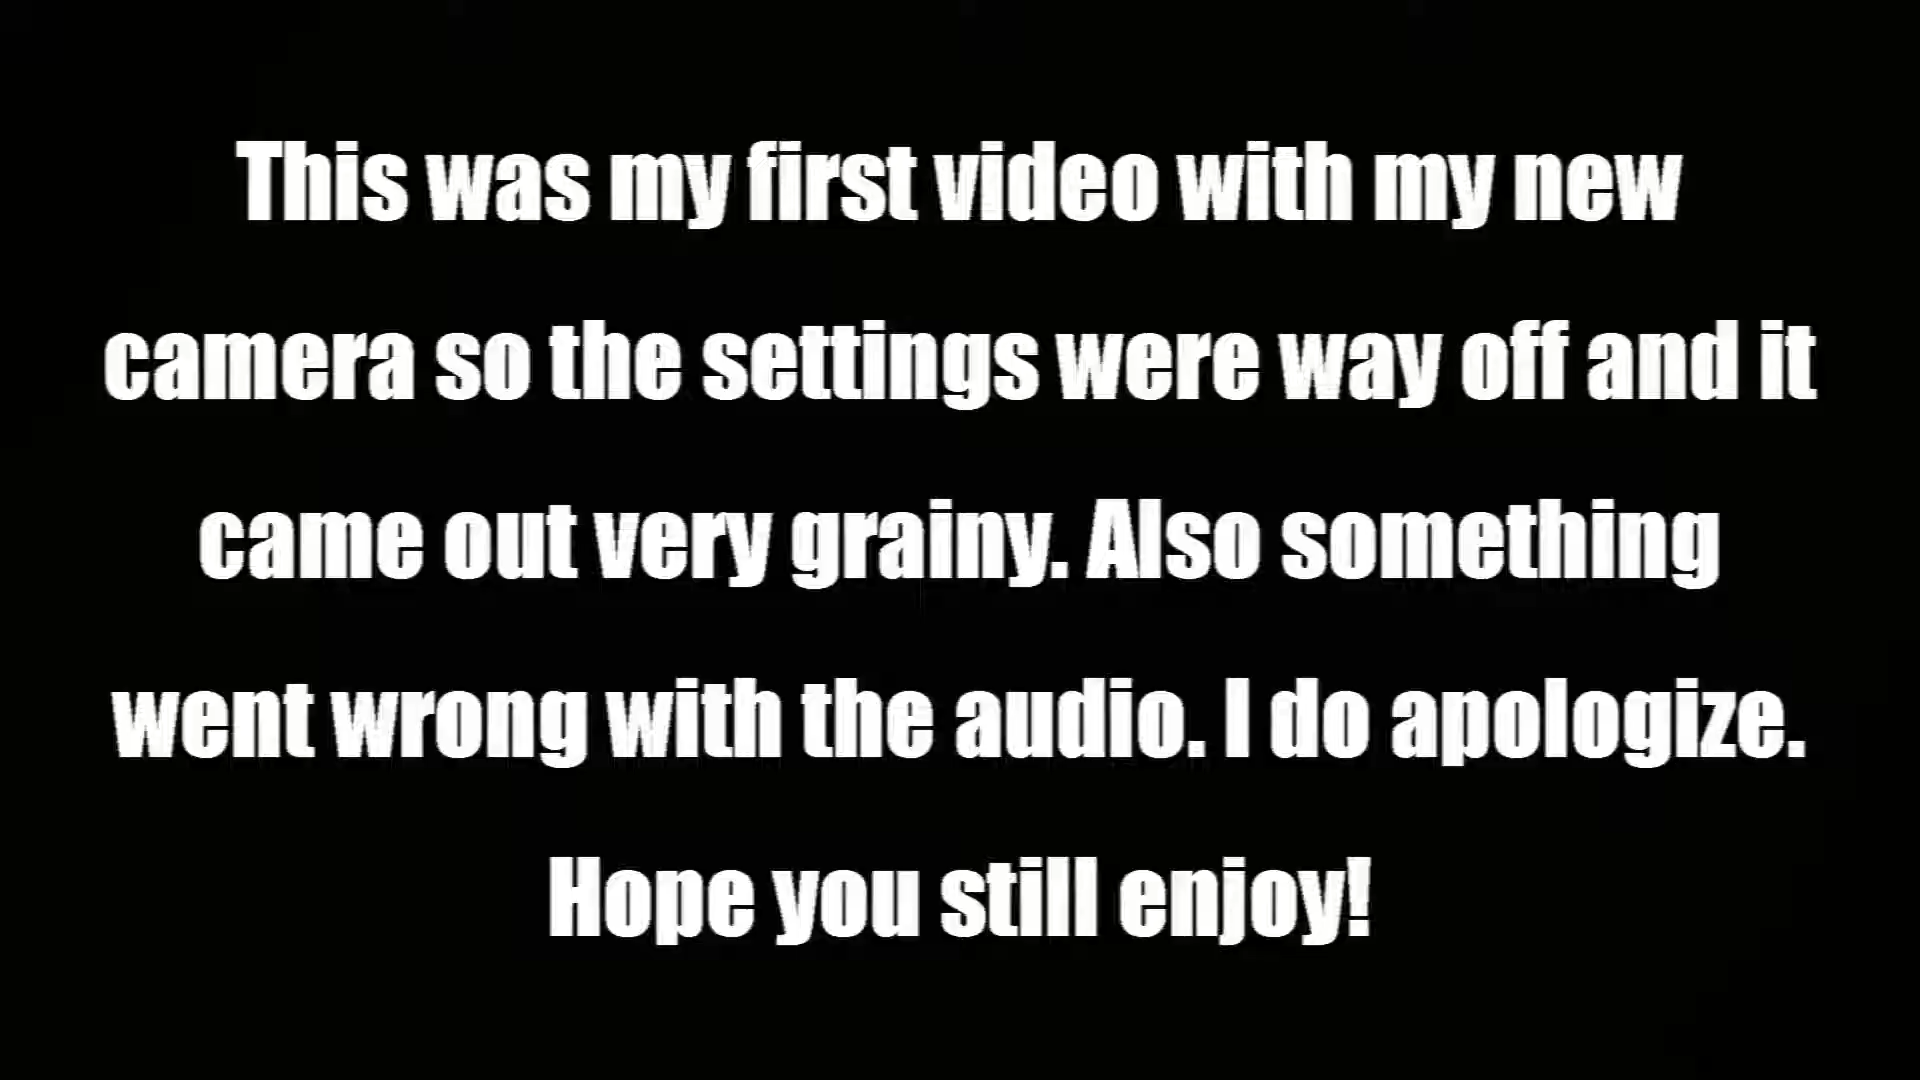 This was my first video with my new
camera so the settings were way off and it
came out very grainy. Also something
went wrong with the audio. I do apologize.
Hope you still enjoy!